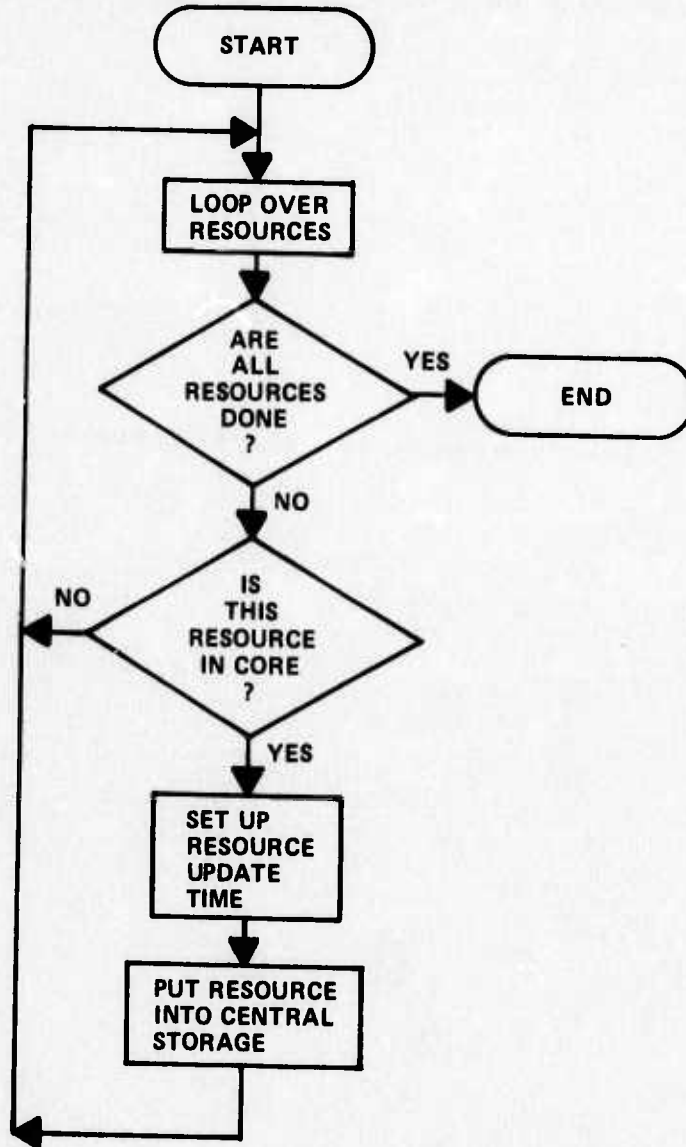 START
LOOP OVER
RESOURCES
ARE
ALL
RESOURCES
DONE
?
YES
END
NO
IS
THIS
RESOURCE
IN CORE
?
NO
YES
SET UP
RESOURCE
UPDATE
TIME
PUT RESOURCE
INTO CENTRAL
STORAGE